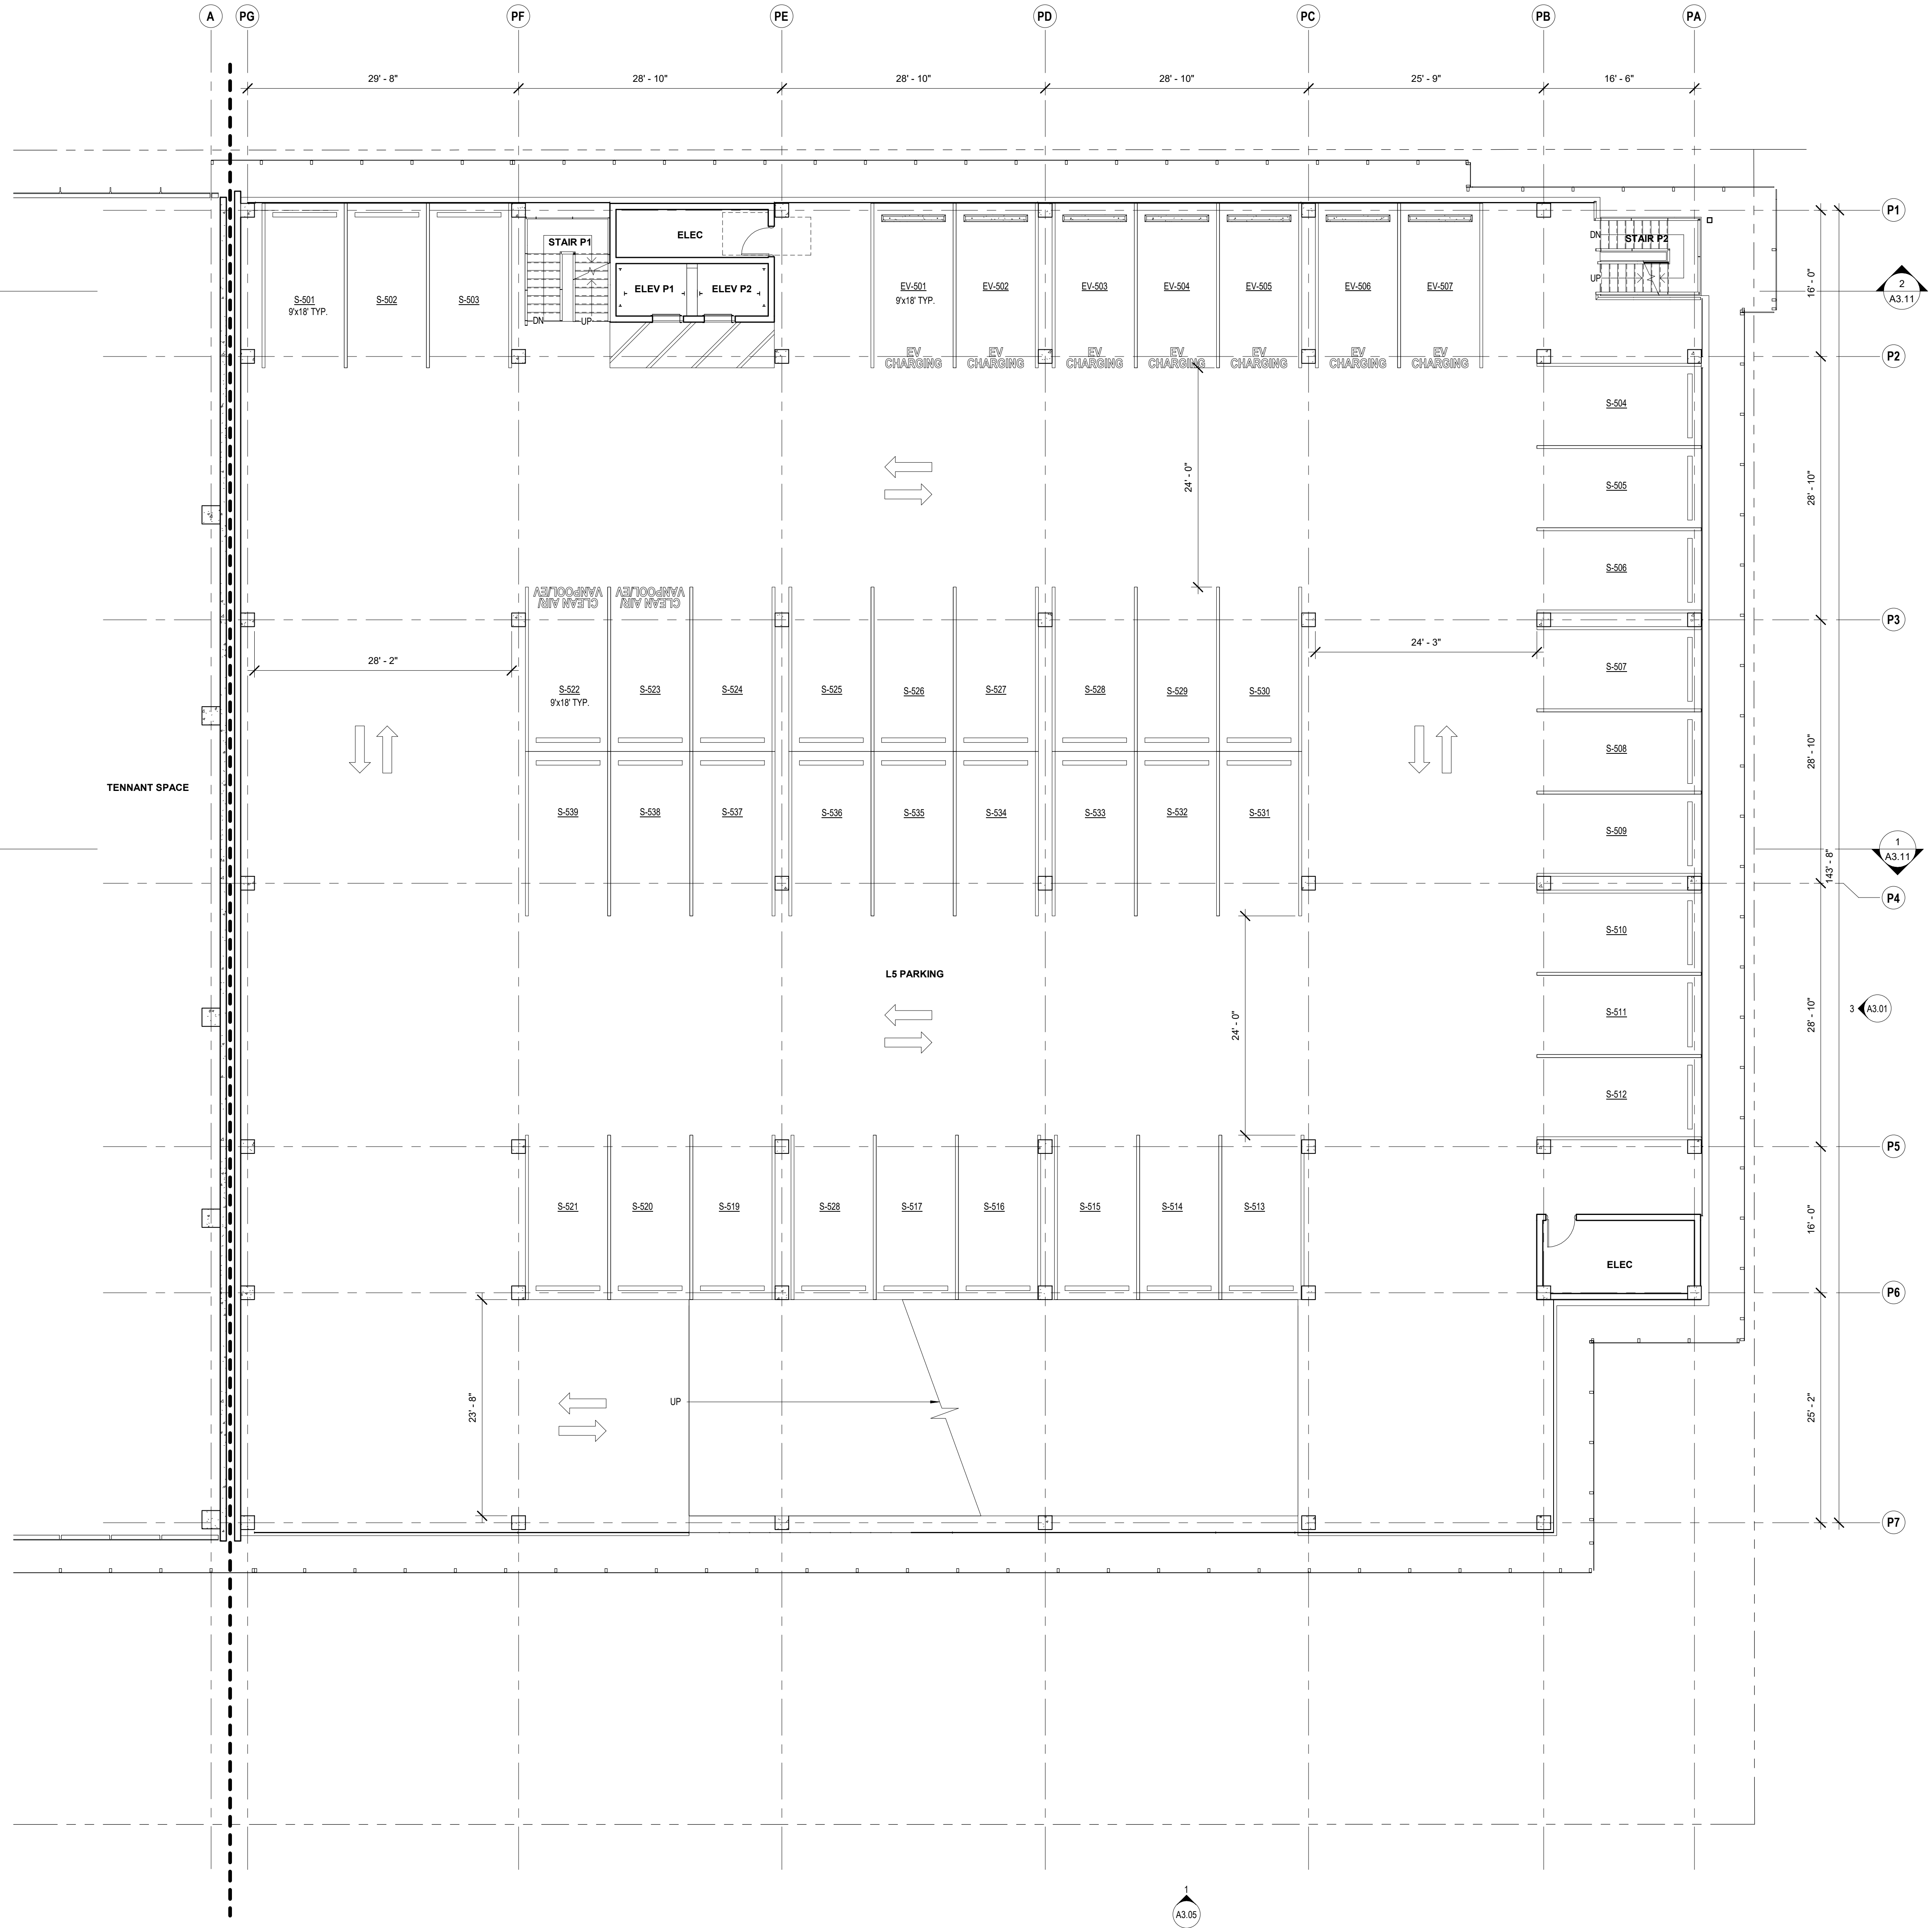 A
PG
PF
PE
PD
PC
PB
PA
29' - 8"
28' - 10"
28' - 10"
28' - 10"
25' - 9"
16' - 6"
P1
ELEC
STAIR P1
DN
STAIR P2
UP
16' - 0"
2
A3.11
ELEV P1
ELEV P2
DN
UP
S-501
9'x18' TYP.
S-502
S-503
EV-501
9'x18' TYP.
EV-502
EV-503
EV-504
EV-505
EV-506
EV-507
EV
CHARGING
EV
CHARGING
EV
CHARGING
EV
CHARGING
EV
CHARGING
EV
CHARGING
EV
CHARGING
P2
S-504
24' - 0"
S-505
28' - 10"
S-506
CLEAN AIR/
VANPOOL/EV
CLEAN AIR/
VANPOOL/EV
P3
28' - 2"
24' - 3"
S-507
S-522
9'x18' TYP.
S-523
S-524
S-525
S-526
S-527
S-528
S-529
S-530
S-508
28' - 10"
TENNANT SPACE
S-539
S-538
S-537
S-536
S-535
S-534
S-533
S-532
S-531
S-509
1
A3.11
143' - 8"
P4
S-510
L5 PARKING
S-511
24' - 0"
28' - 10"
3
A3.01
S-512
P5
S-521
S-520
S-519
S-528
S-517
S-516
S-515
S-514
S-513
16' - 0"
ELEC
P6
23' - 8"
UP
25' - 2"
P7
1
A3.05